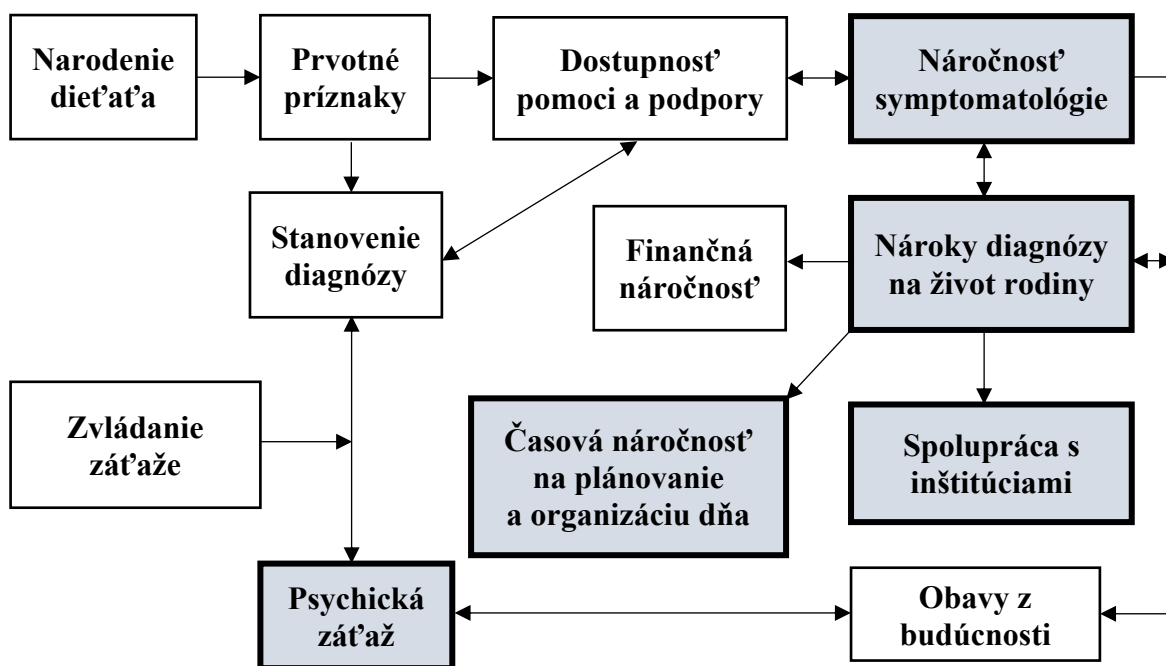 Narodenie
dieťaťa
Prvotné
príznaky
Dostupnosť
pomoci a podpory
Náročnosť
symptomatológie
Stanovenie
diagnózy
Finančná
náročnosť
Nároky diagnózy
na život rodiny
Zvládanie
záťaže
Časová náročnosť
na plánovanie
a organizáciu dňa
Spolupráca s
inštitúciami
Psychická
záťaž
Obavy z
budúcnosti